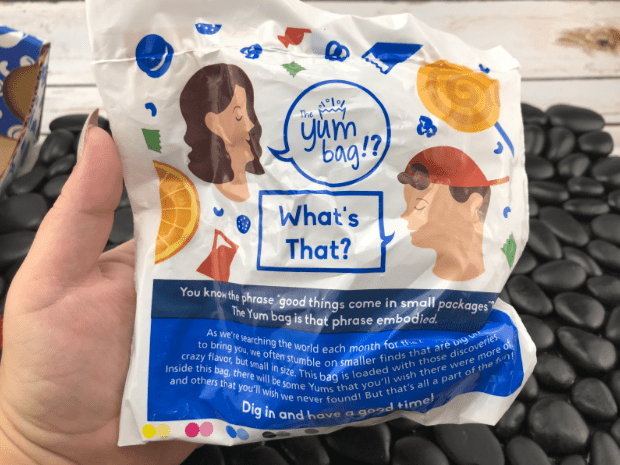 The
yum
bag!?
What's
That?
You know the phrase "good things come in small packages"?
The Yum bag is that phrase embodied.
As we're searching the world each month for
to bring you, we often stumble on smaller finds that are big on
crazy flavor, but small in size. This bag is loaded with those discoveries.
Inside this bag, there will be some Yums that you'll wish there were more of
and others that you'll wish we never found! But that's all a part of the fun!
Dig in and have a good time!